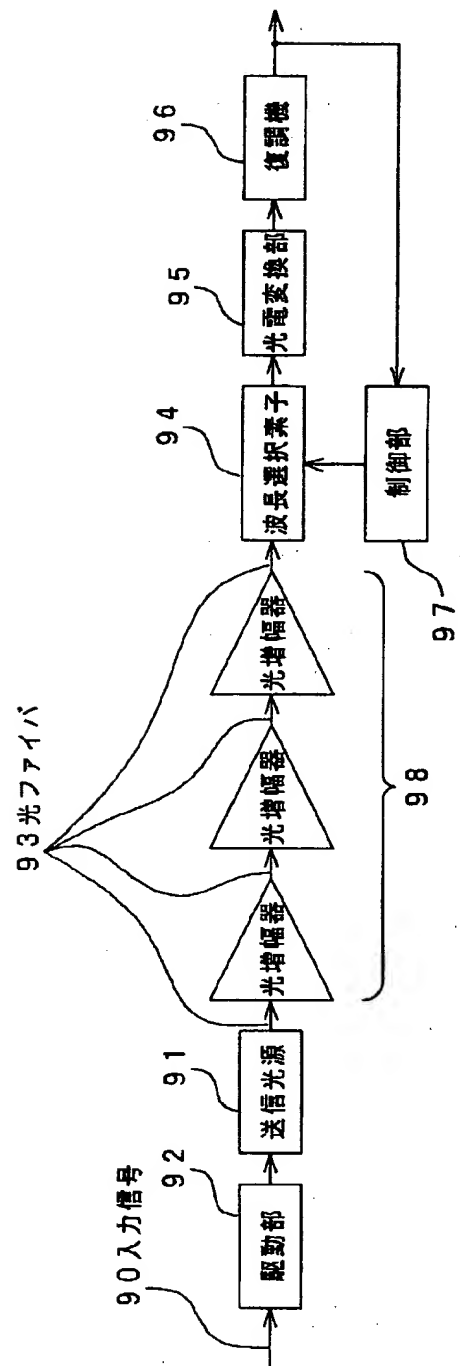 90入力信号
92
駆動部
91
送信光源
93光ファイバ
光増幅器
光増幅器
光増幅器
98
94
波長選択素子
95
光電変換部
96
復調機
制御部
97